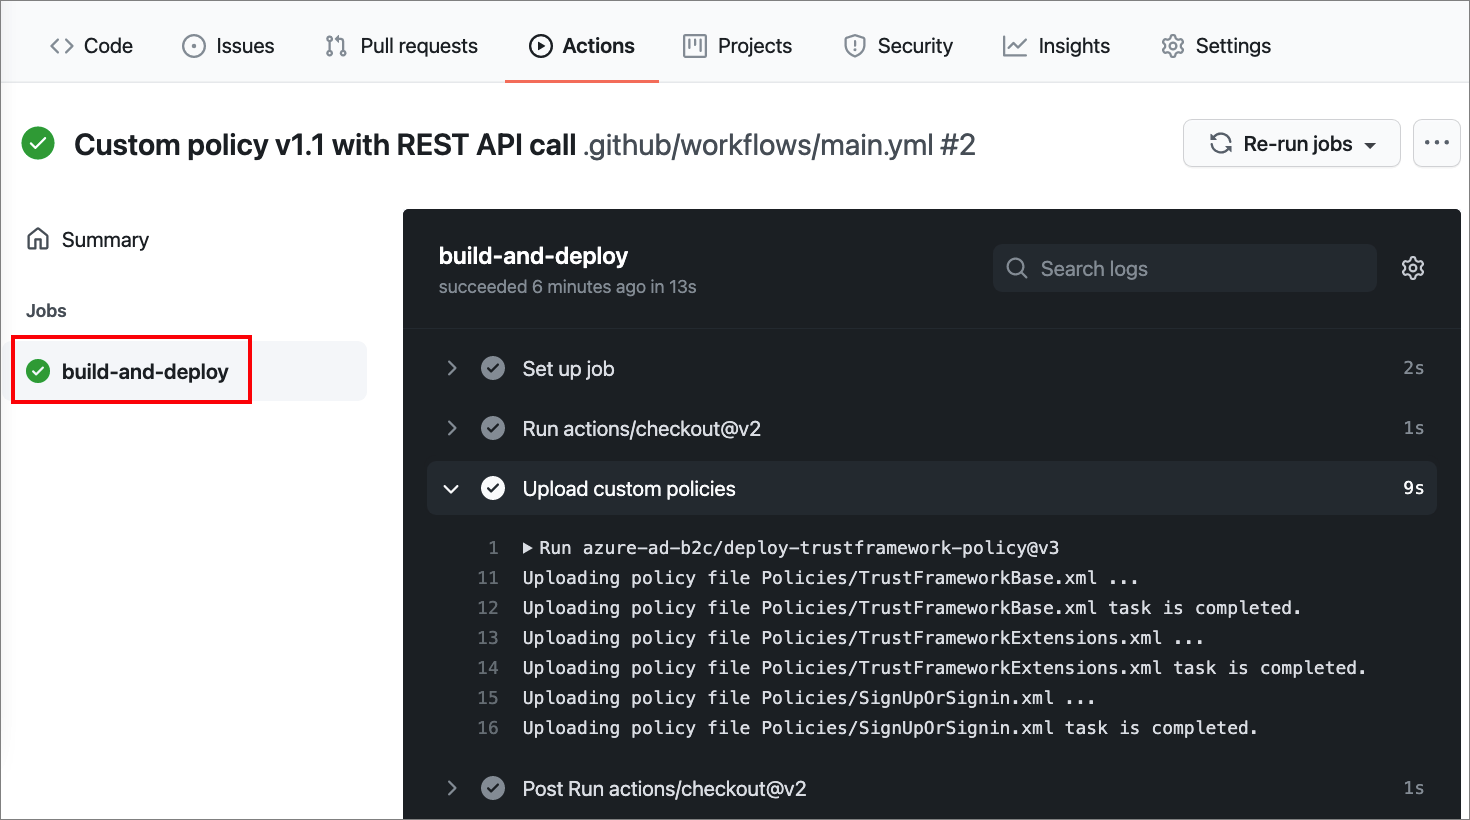 Code Issues Pull requests Actions Projects Security Insights Settings
Custom policy v1.1 with REST API call .github/workflows/main.yml #2
Re-run jobs
Summary
Jobs
build-and-deploy
build-and-deploy
succeeded 6 minutes ago in 13s
Search logs
Set up job 2s
Run actions/checkout@v2 1s
Upload custom policies 9s
1 Run azure-ad-b2c/deploy-trustframework-policy@v3
11 Uploading policy file Policies/TrustFrameworkBase.xml ...
12 Uploading policy file Policies/TrustFrameworkBase.xml task is completed.
13 Uploading policy file Policies/TrustFrameworkExtensions.xml ...
14 Uploading policy file Policies/TrustFrameworkExtensions.xml task is completed.
15 Uploading policy file Policies/SignUpOrSignin.xml ...
16 Uploading policy file Policies/SignUpOrSignin.xml task is completed.
Post Run actions/checkout@v2 1s